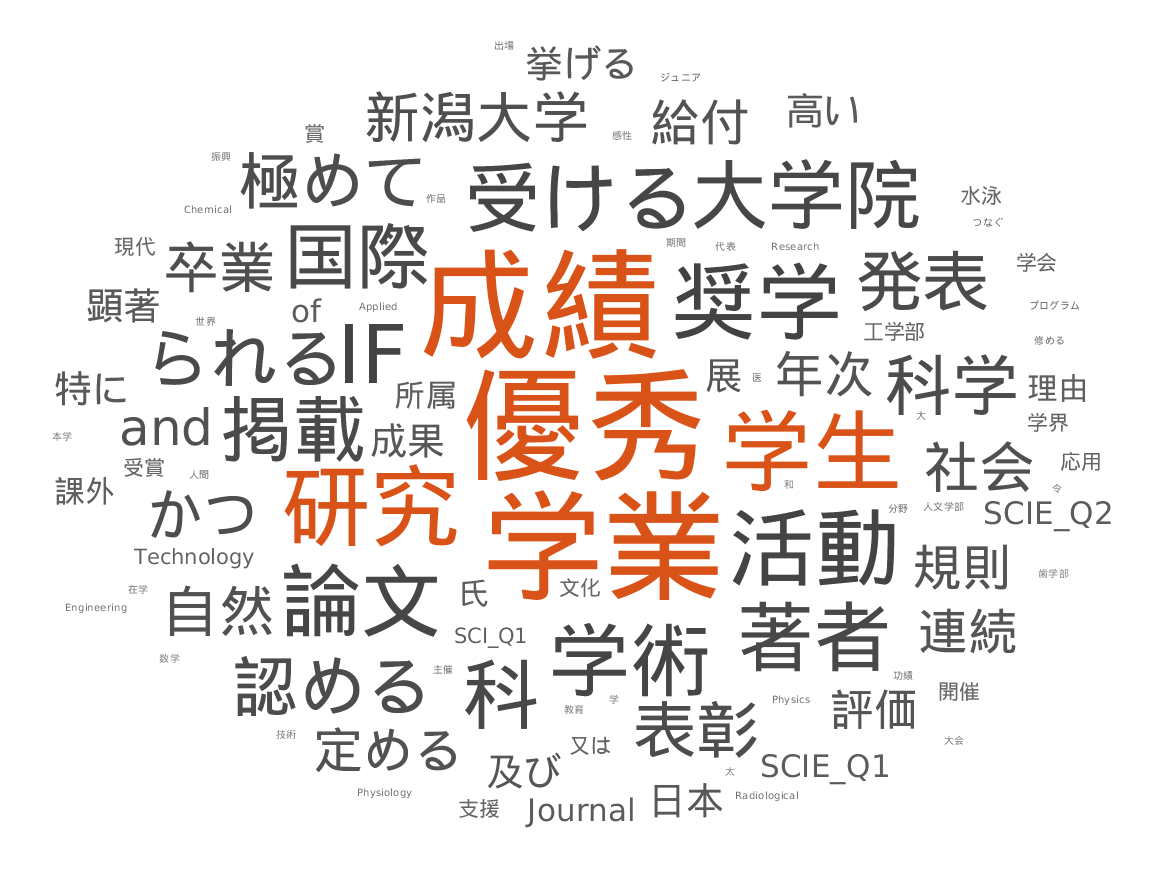 出場
挙げる
ジュニア
新潟大学
給付
高い
賞
感性
振興
極めて
受ける
大学院
作品
水泳
Chemical
つなぐ
現代
卒業
国際
期間
代表
Research
成績
奨学
発表
学会
顕著
of
Applied
プログラム
世界
工学部
られる
IF
修める
特に
所属
展
医
年次
科学
理由
and
掲載
成果
優秀
大
学界
本学
受賞
人間
学生
社会
応用
課外
かつ
研究
和
令
分野
人文学部
SCIE_Q2
Technology
学業
活動
規則
歯学部
在学
Engineering
自然
論文
氏
文化
連続
SCI_Q1
学術
著者
数学
認める
主催
科
功績
教育
学
Physics
評価
開催
技術
定める
又は
表彰
大会
及び
太
SCIE_Q1
Physiology
支援
Journal
日本
Radiological